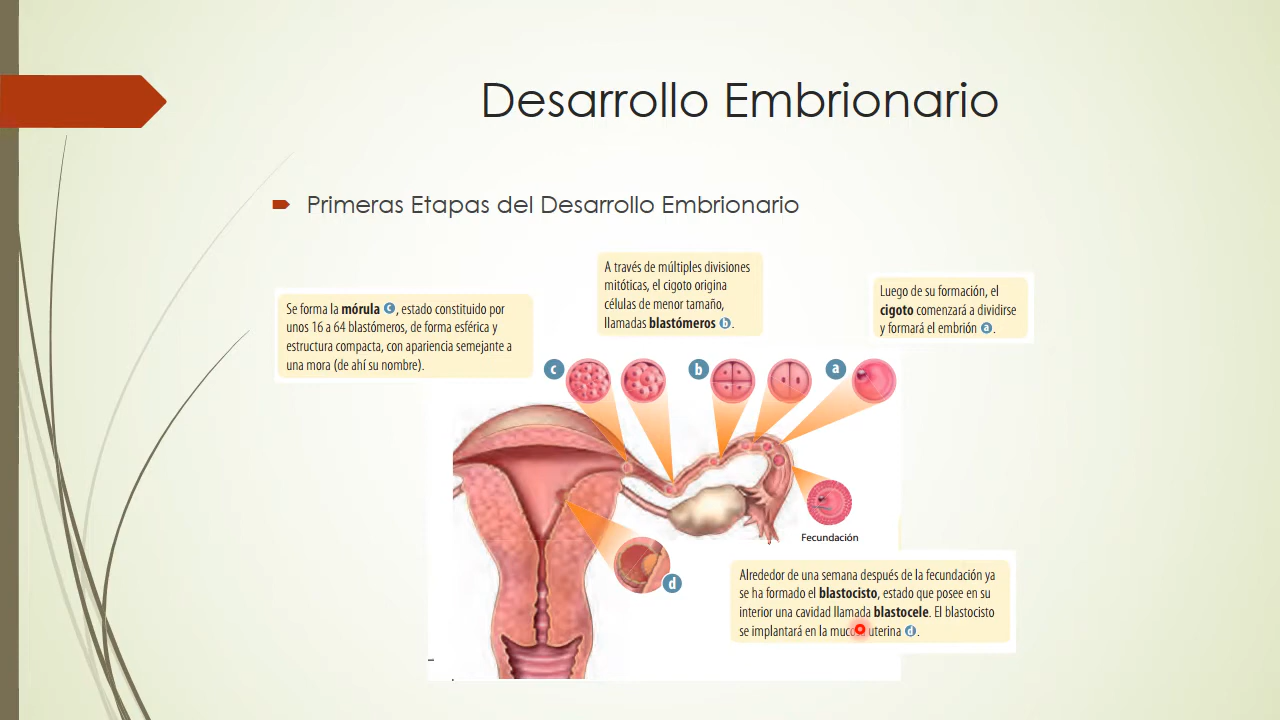 Desarrollo Embrionario
Primeras Etapas del Desarrollo Embrionario
Se forma la mórula c, estado constituido por
unos 16 a 64 blastómeros, de forma esférica y
estructura compacta, con apariencia semejante a
una mora (de ahí su nombre).
A través de múltiples divisiones
mitóticas, el cigoto origina
células de menor tamaño,
llamadas blastómeros b.
Luego de su formación, el
cigoto comenzará a dividirse
y formará el embrión a.
c
b
a
Fecundación
d
Alrededor de una semana después de la fecundación ya
se ha formado el blastocisto, estado que posee en su
interior una cavidad llamada blastocele. El blastocisto
se implantará en la mucosa uterina d.